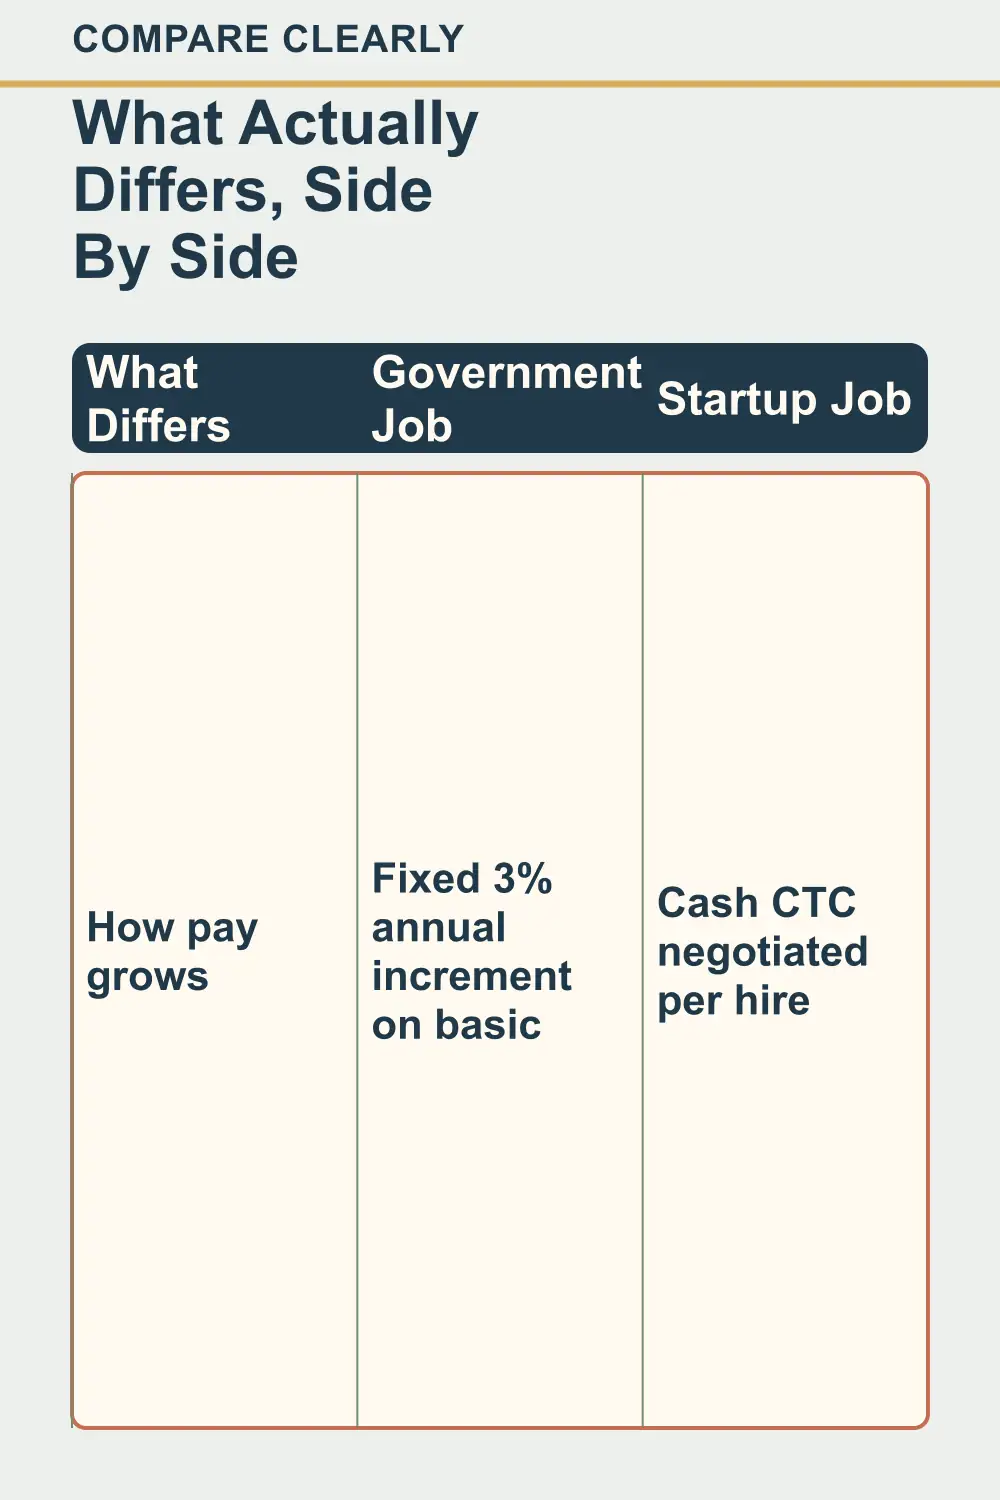 COMPARE CLEARLY
What Actually
Differs, Side
By Side
What
Differs
Government
Job
Startup Job
How pay
grows
Fixed 3%
annual
increment
on basic
Cash CTC
negotiated
per hire